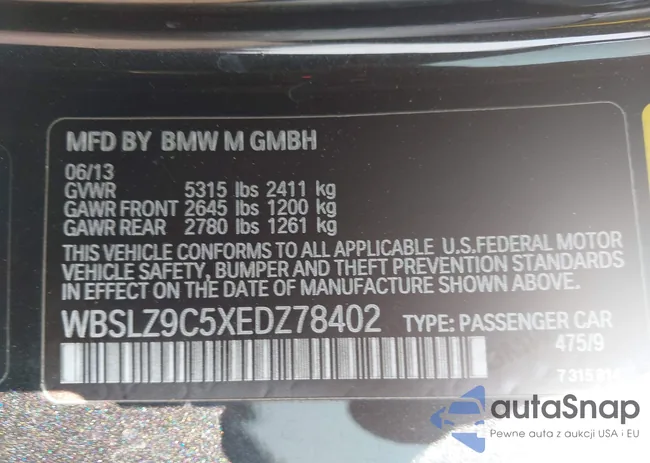 MFD BY BMW M GMBH
06/13
GVWR 5315 lbs 2411 kg
GAWR FRONT 2645 lbs 1200 kg
GAWR REAR 2780 lbs 1261 kg
THIS VEHICLE CONFORMS TO ALL APPLICABLE U.S.FEDERAL MOTOR
VEHICLE SAFETY, BUMPER AND THEFT PREVENTION STANDARDS
IN EFFECT ON THE DATE OF MANUFACTURE SHOWN ABOVE.
WBSLZ9C5XEDZ78402 TYPE: PASSENGER CAR
475/9
autaSnap
Pewne auta z aukcji USA i EU